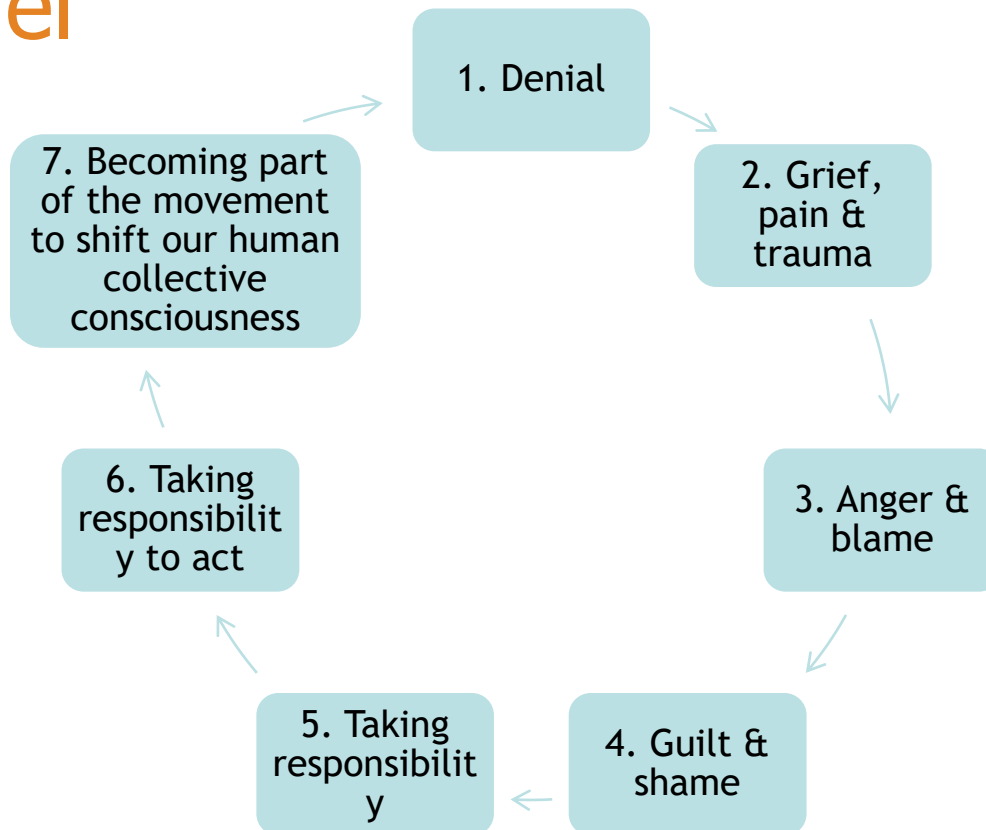 el
1. Denial
2. Grief,
pain &
trauma
3. Anger &
blame
4. Guilt &
shame
5. Taking
responsibilit
y
6. Taking
responsibilit
y to act
7. Becoming part
of the movement
to shift our human
collective
consciousness